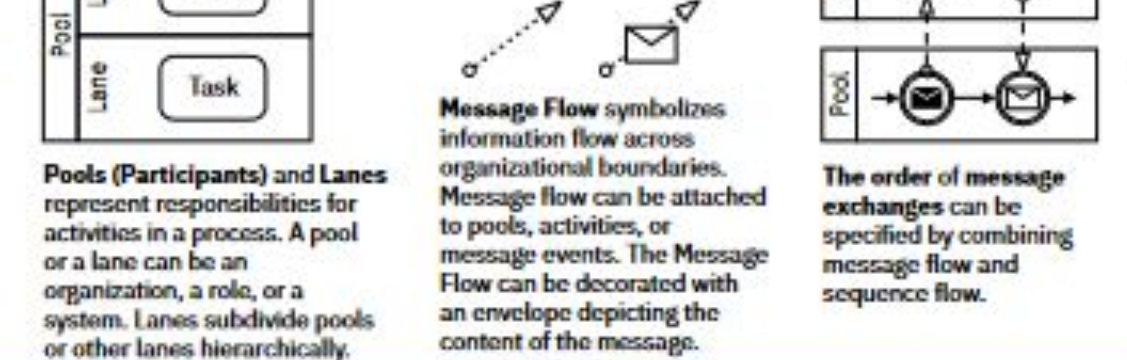 Pool
Lane
Task
Pools (Participants) and Lanes
represent responsibilities for
activities in a process. A pool
or a lane can be an
organization, a role, or a
system. Lanes subdivide pools
or other lanes hierarchically.
Message Flow symbolizes
information flow across
organizational boundaries.
Message flow can be attached
to pools, activities, or
message events. The Message
Flow can be decorated with
an envelope depicting the
content of the message.
Pool
The order of message
exchanges can be
specified by combining
message flow and
sequence flow.